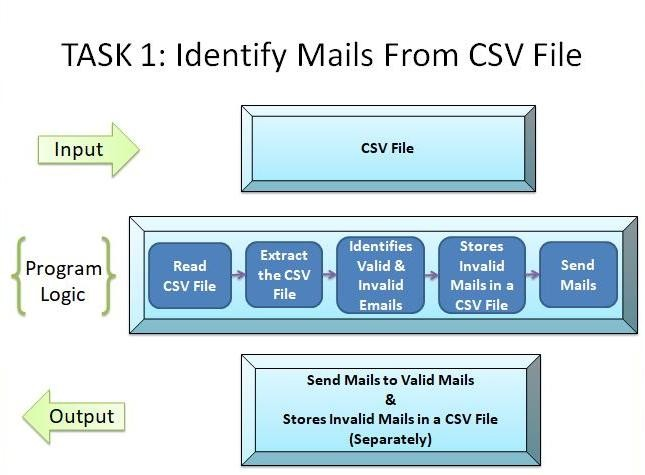 TASK 1: Identify Mails From CSV File
Input
CSV File
Program
Logic
Read
CSV File
Extract
the CSV
File
Identifies
Valid &
Invalid
Emails
Stores
Invalid
Mails in a
CSV File
Send
Mails
Output
Send Mails to Valid Mails
&
Stores Invalid Mails in a CSV File
(Separately)